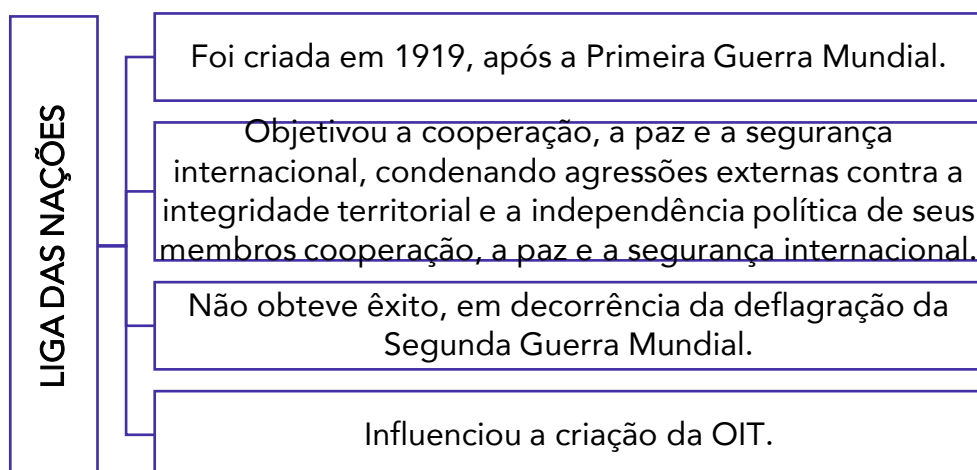 LIGA DAS NAÇÕES
Foi criada em 1919, após a Primeira Guerra Mundial.
Objetivou a cooperação, a paz e a segurança
internacional, condenando agressões externas contra a
integridade territorial e a independência política de seus
membros cooperação, a paz e a segurança internacional.
Não obteve êxito, em decorrência da deflagração da
Segunda Guerra Mundial.
Influenciou a criação da OIT.